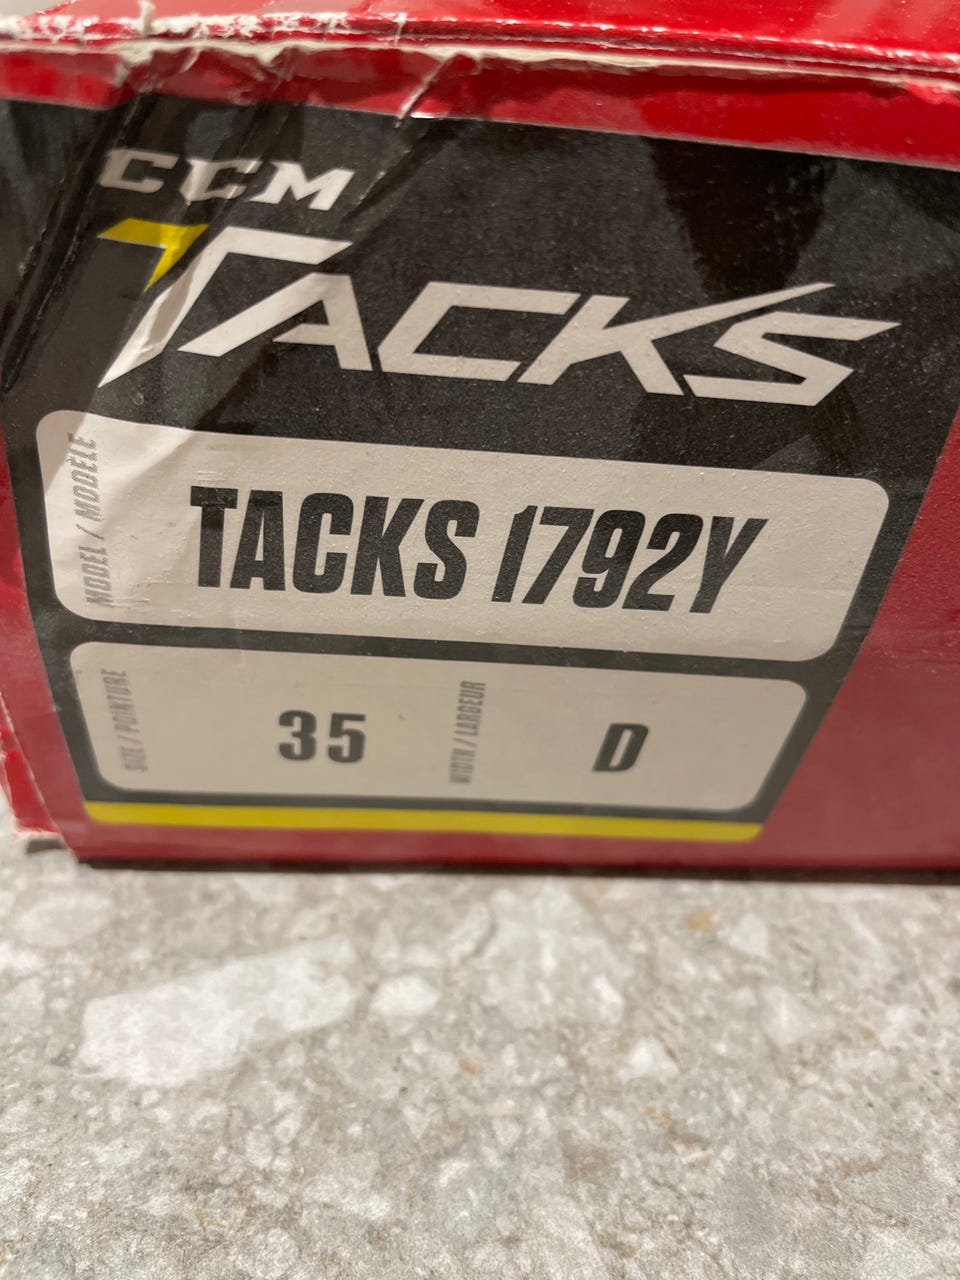 CCM
TACKS
MODEL / MODÈLE
TACKS 1792Y
SIZE / POINTURE
35
WIDTH / LARGEUR
D